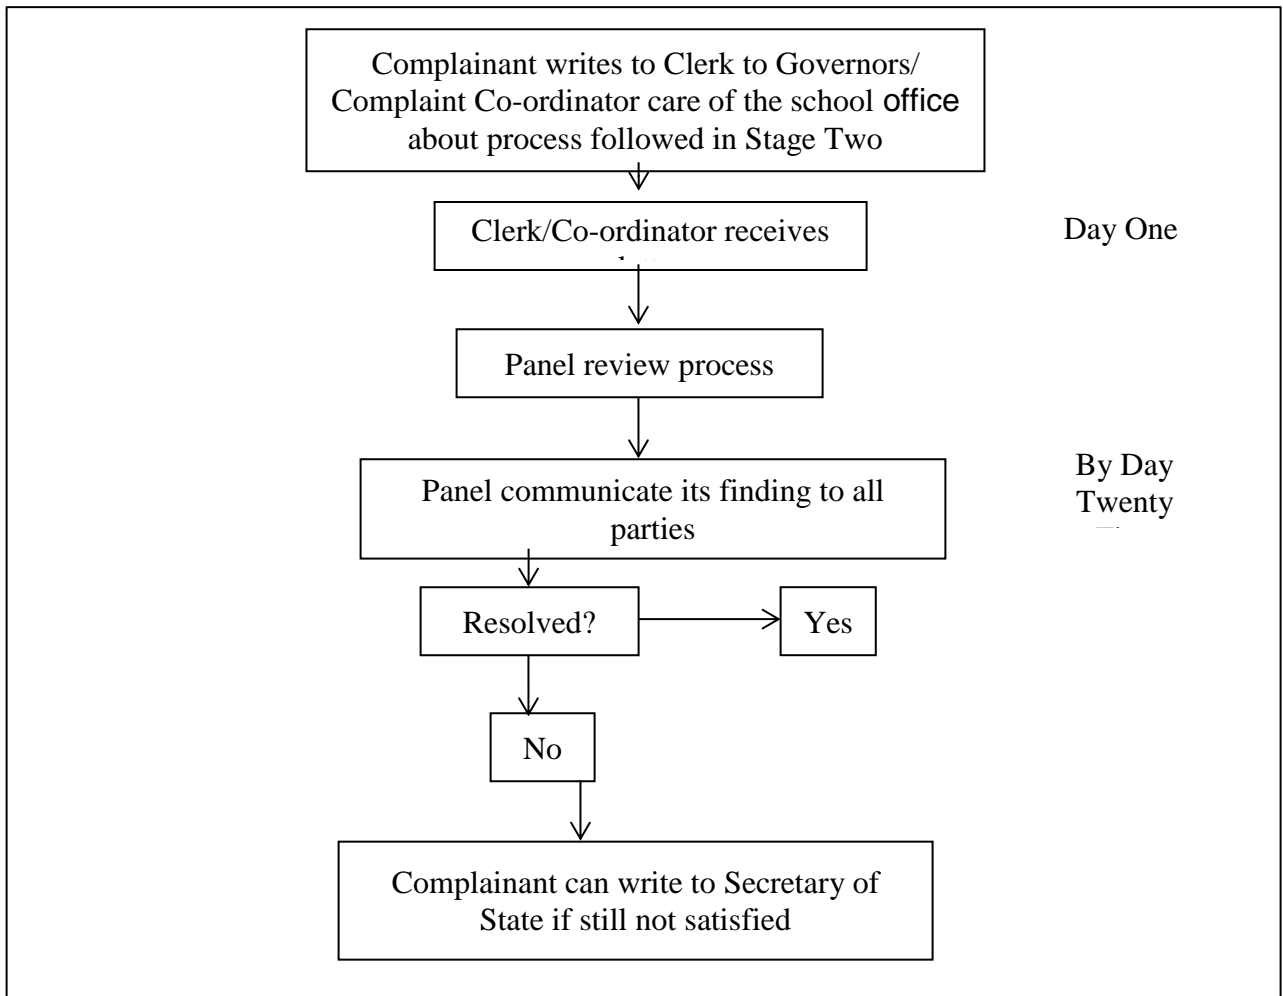 Complainant writes to Clerk to Governors/
Complaint Co-ordinator care of the school office
about process followed in Stage Two
Clerk/Co-ordinator receives
Day One
Panel review process
Panel communicate its finding to all
parties
By Day
Twenty
Resolved?
Yes
No
Complainant can write to Secretary of
State if still not satisfied